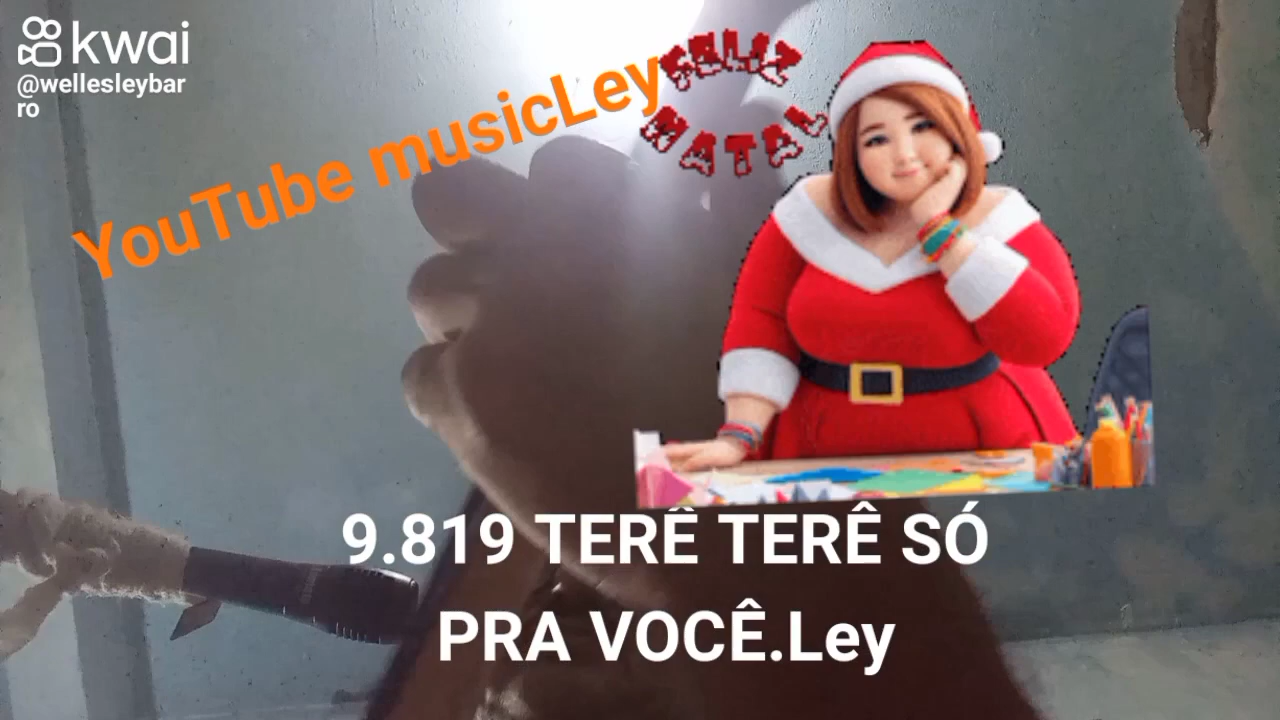 kwai
@wellesleybar
ro
YouTube musicLey
FELIZ
NATAL
9.819 TERÊ TERÊ SÓ
PRA VOCÊ.Ley